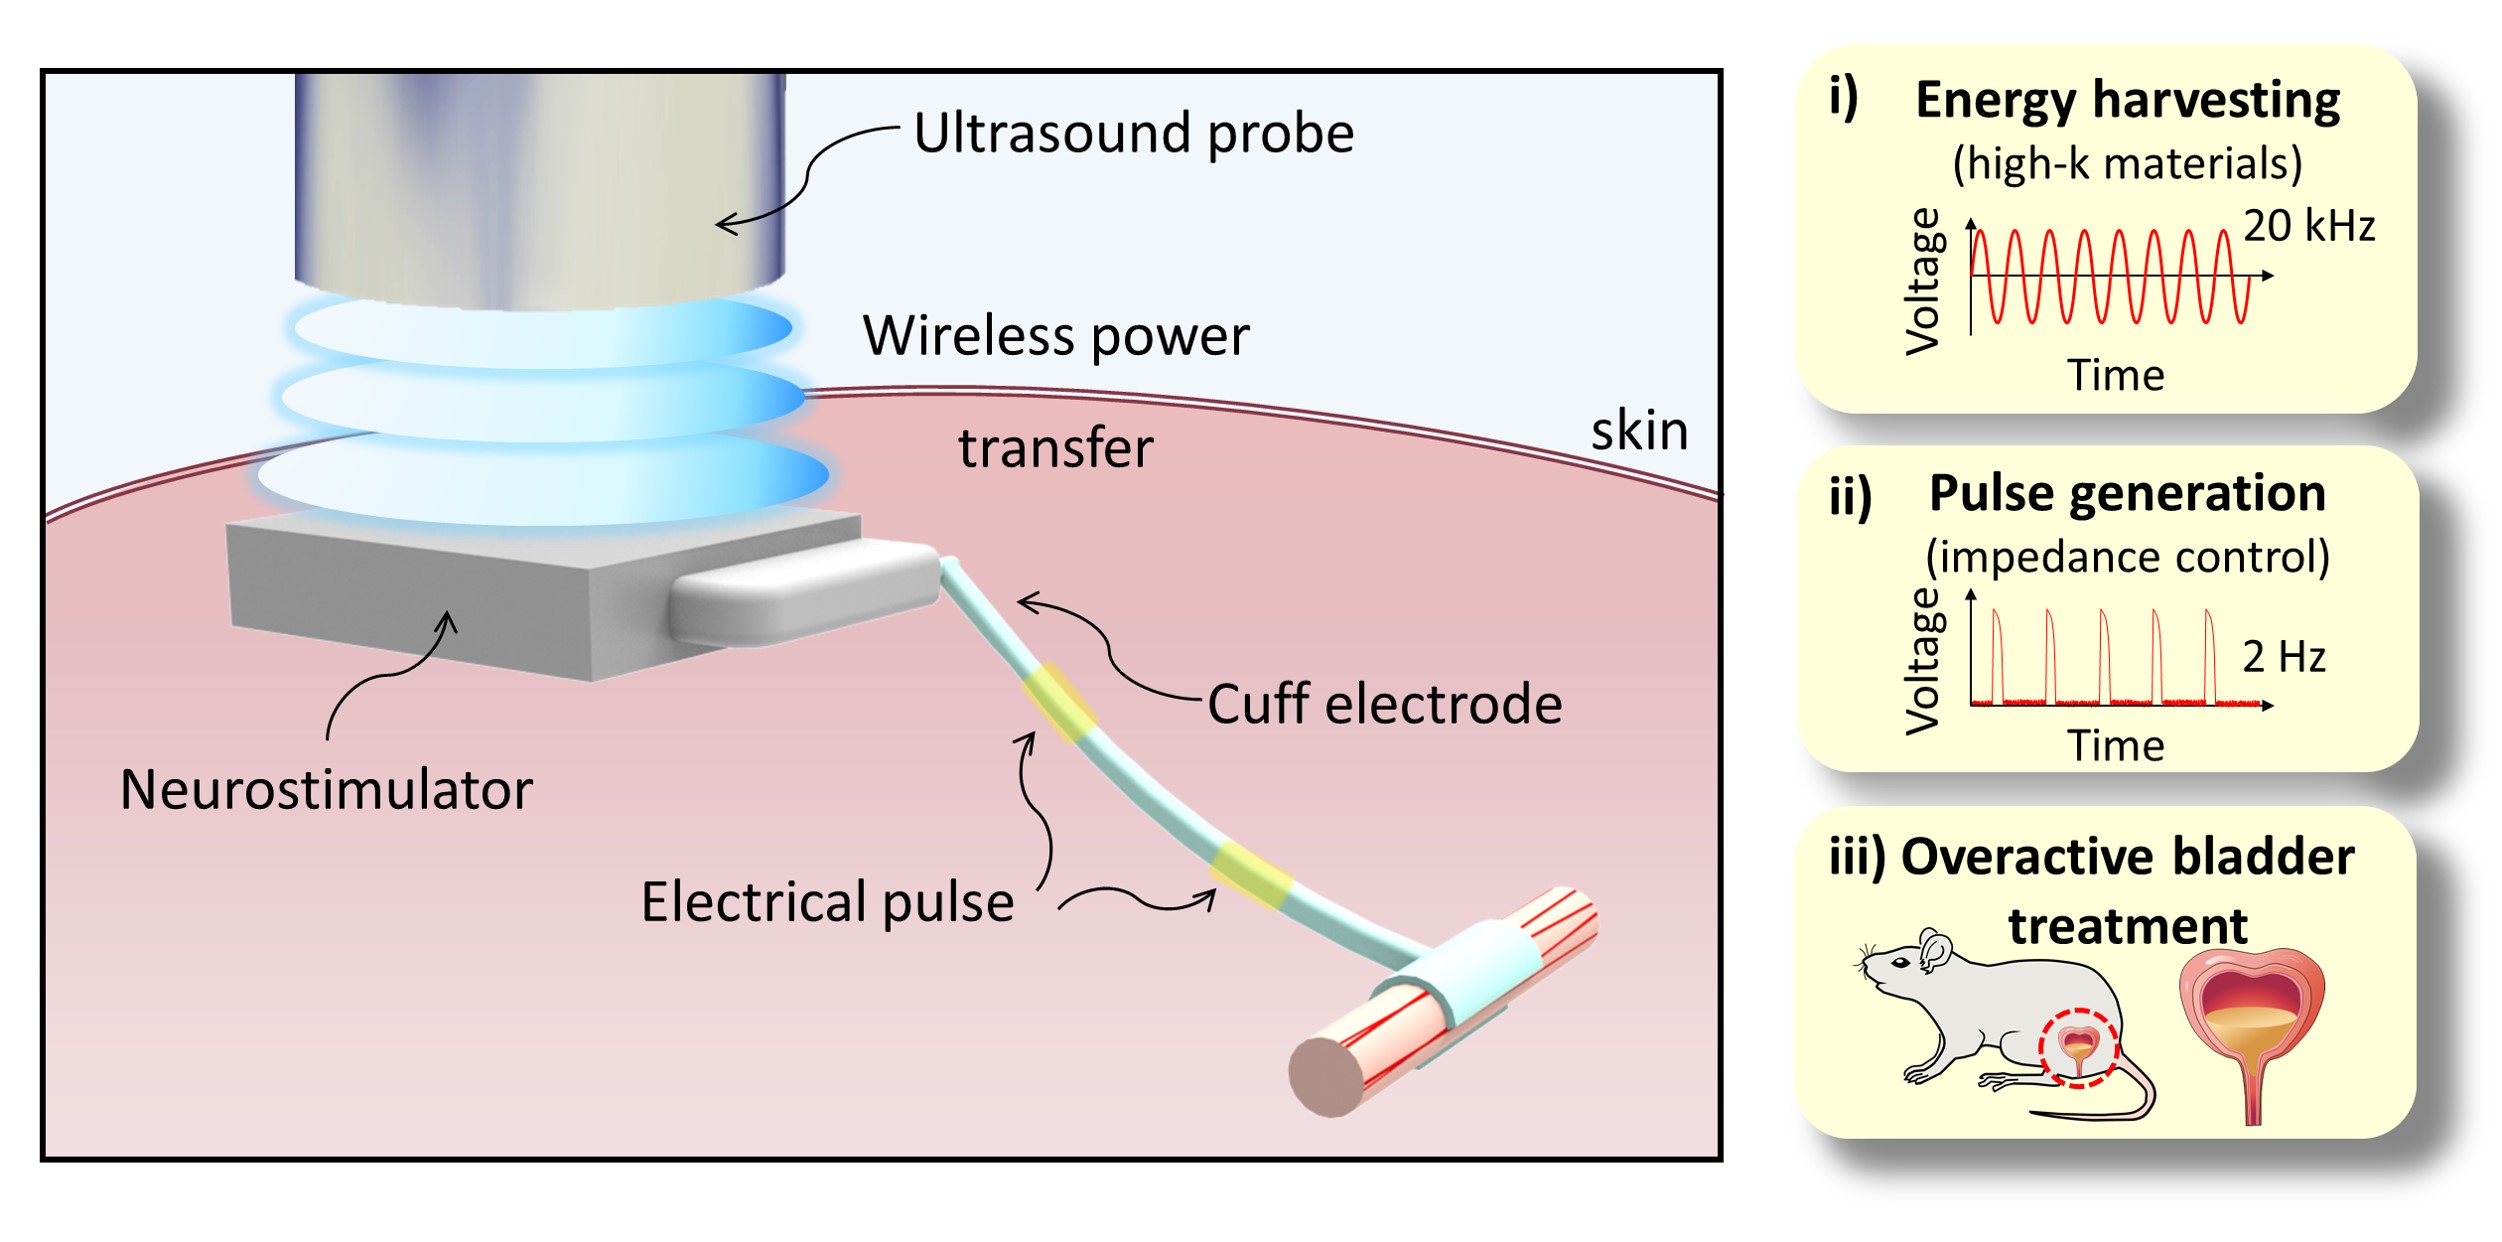 Ultrasound probe
Wireless power
transfer
skin
Cuff electrode
Neurostimulator
Electrical pulse
i) Energy harvesting
(high-k materials)
20 kHz
Voltage
Time
ii) Pulse generation
(impedance control)
Voltage
2 Hz
Time
iii) Overactive bladder
treatment